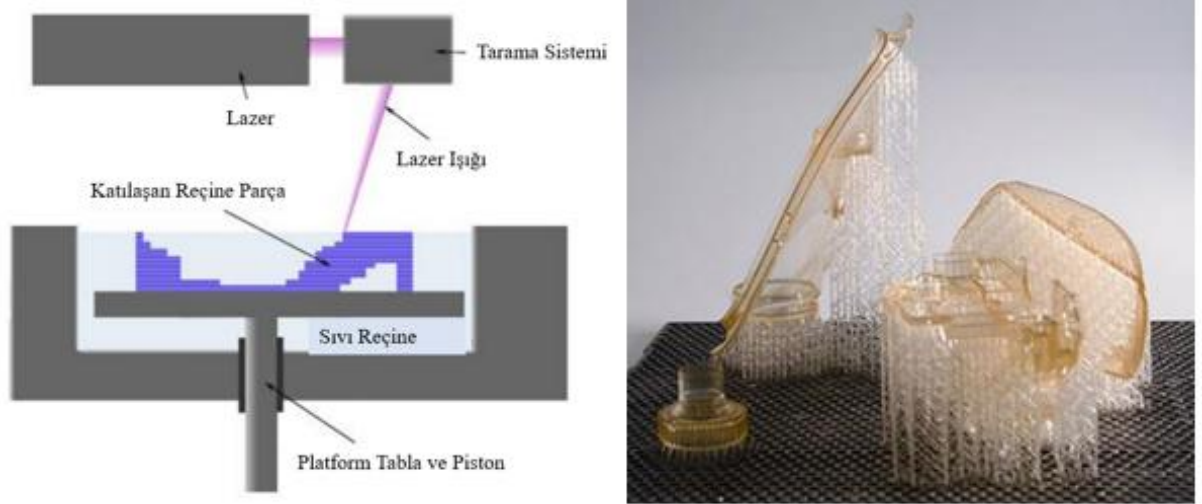 Tarama Sistemi
Lazer
Lazer Işığı
Katılaşan Reçine Parça
Sıvı Reçine
Platform Tabla ve Piston